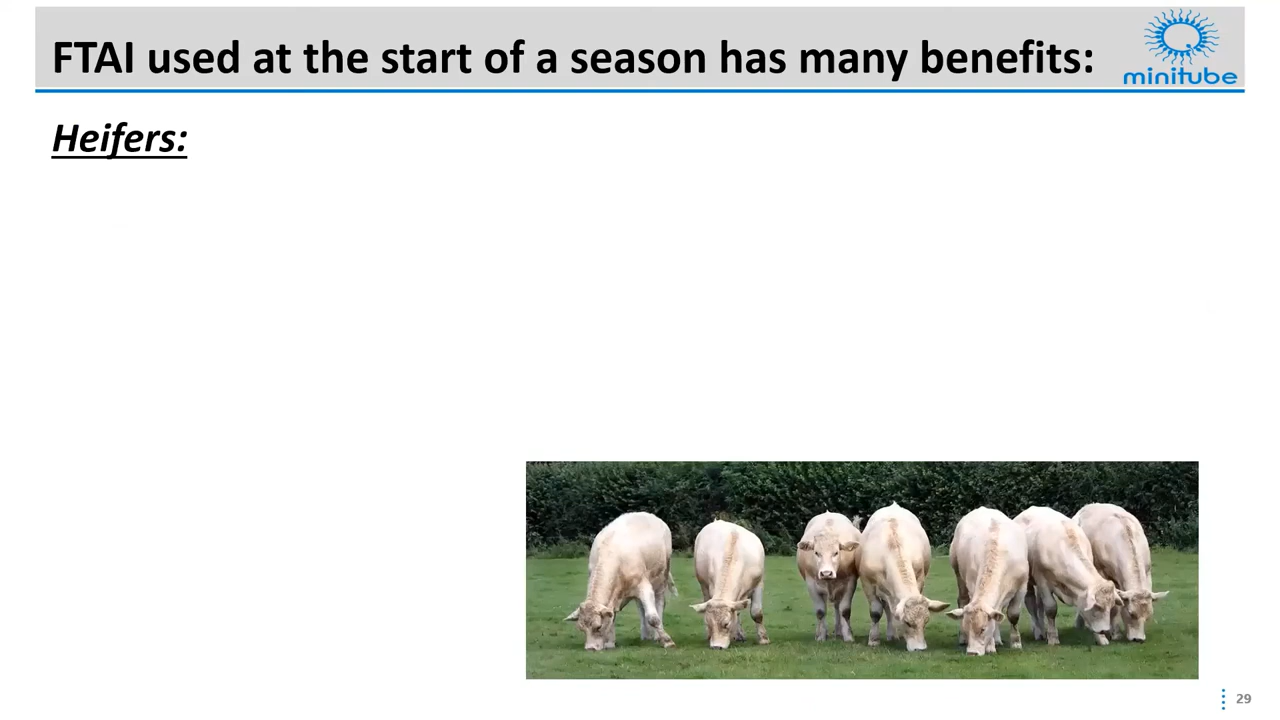 FTAI used at the start of a season has many benefits:
minitube
Heifers:
29